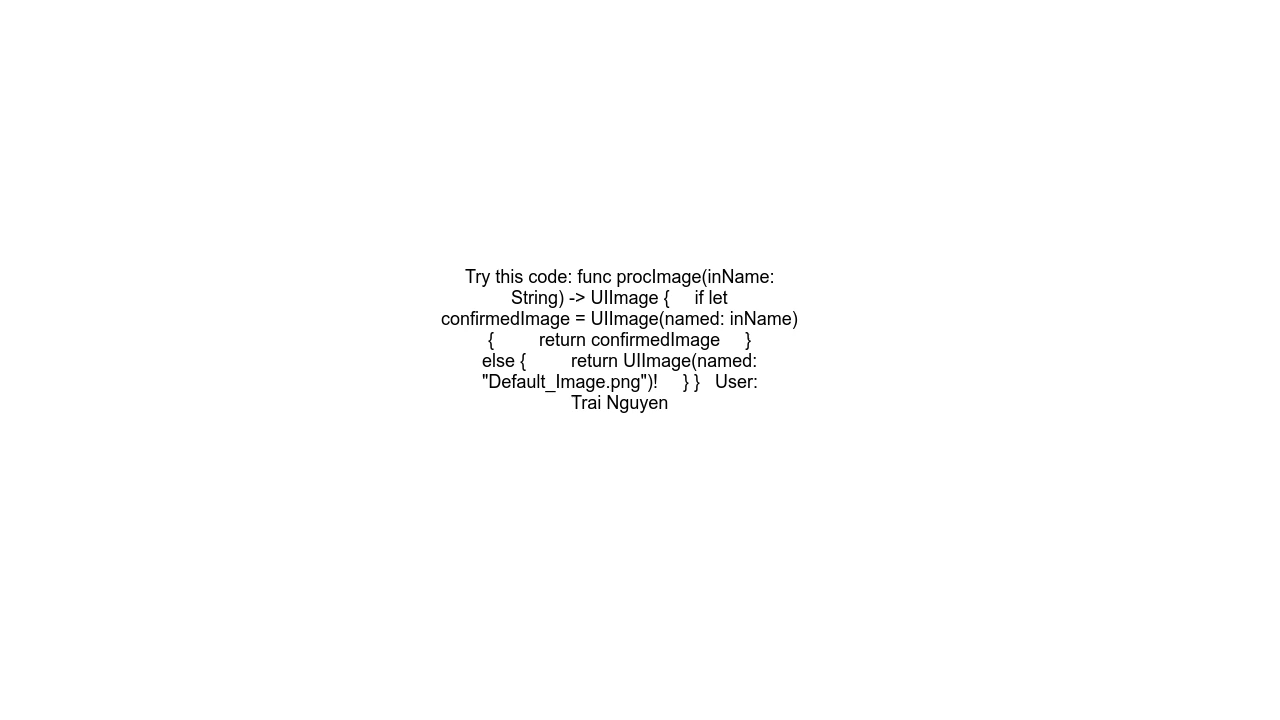 Try this code: func procImage(inName:
String) -> UIImage {     if let
confirmedImage = UIImage(named: inName)
{         return confirmedImage     }
else {         return UIImage(named:
"Default_Image.png")!     } }   User:
Trai Nguyen